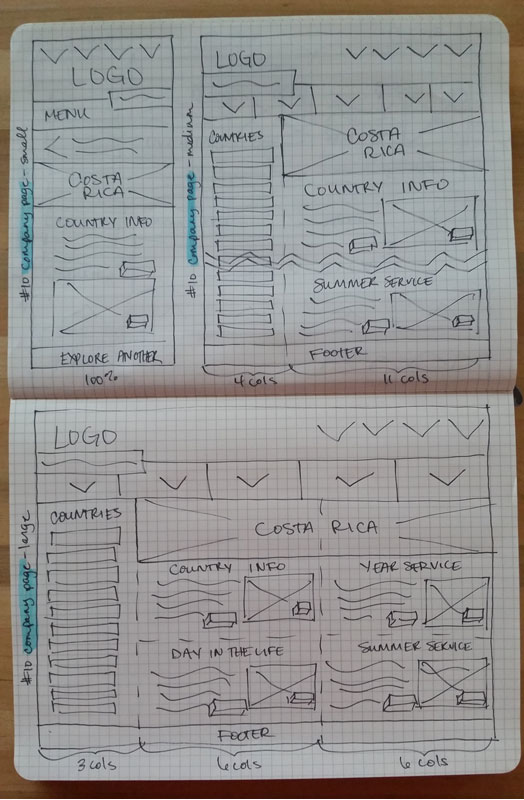 #10 company page - small
LOGO
MENU
COSTA
RICA
COUNTRY INFO
EXPLORE ANOTHER
100%
#10 company page - medium
LOGO
COUNTRIES
COSTA
RICA
COUNTRY INFO
SUMMER SERVICE
FOOTER
4 cols
11 cols
#10 company page - large
LOGO
COUNTRIES
COSTA RICA
COUNTRY INFO
YEAR SERVICE
DAY IN THE LIFE
SUMMER SERVICE
FOOTER
3 cols
6 cols
6 cols